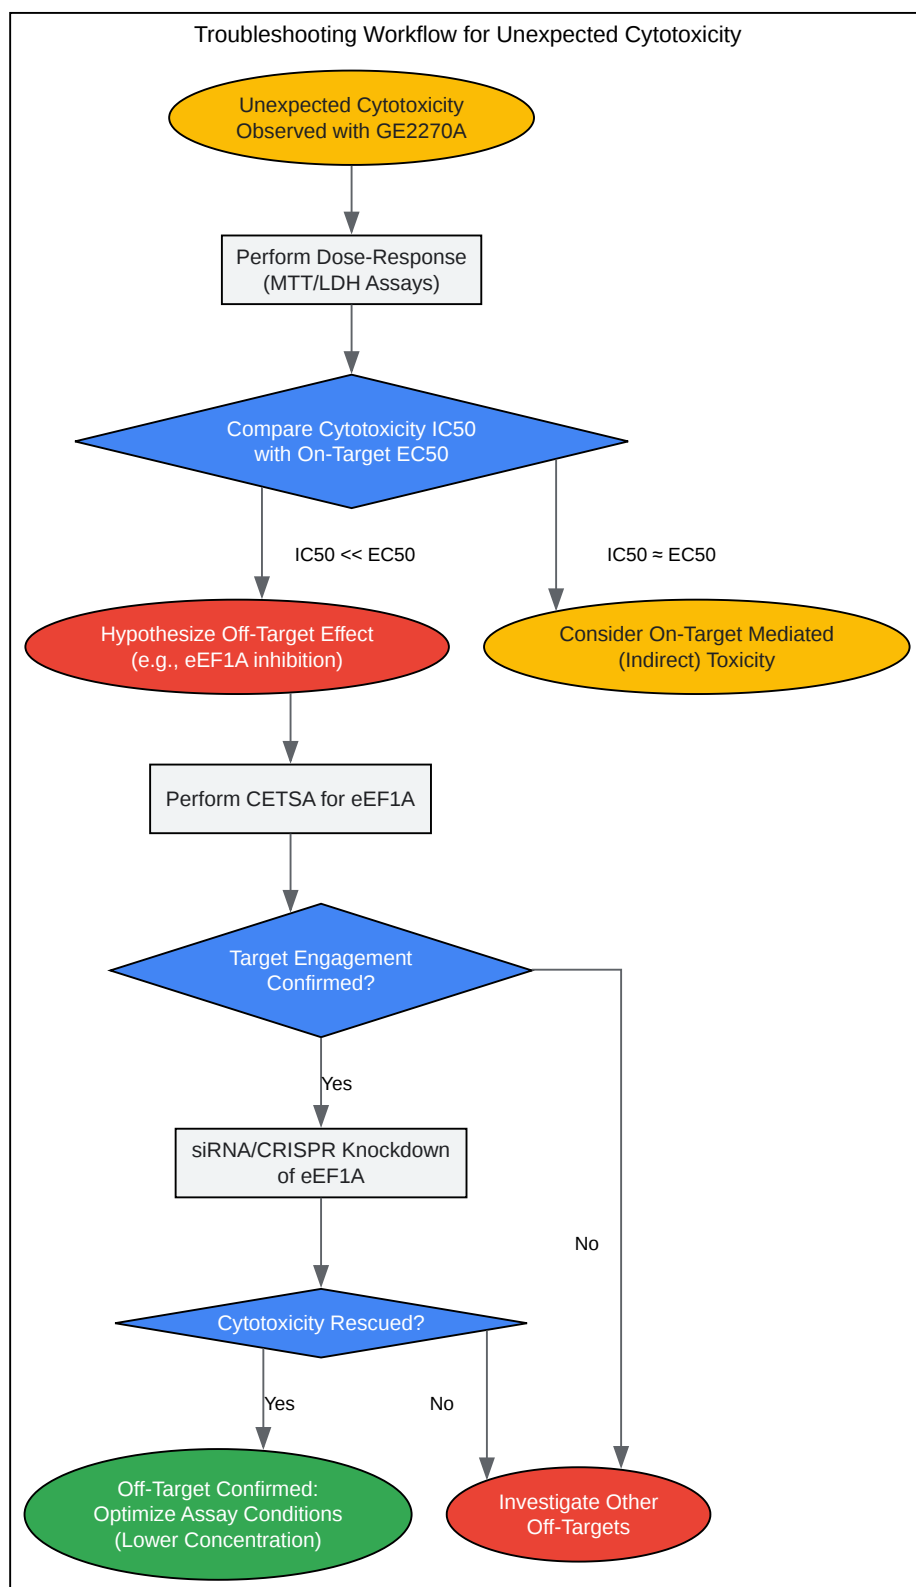 Troubleshooting Workflow for Unexpected Cytotoxicity
Unexpected Cytotoxicity
Observed with GE2270A
Perform Dose-Response
(MTT/LDH Assays)
Compare Cytotoxicity IC50
with On-Target EC50
IC50 << EC50
IC50 ≈ EC50
Hypothesize Off-Target Effect
(e.g., eEF1A inhibition)
Consider On-Target Mediated
(Indirect) Toxicity
Perform CETSA for eEF1A
Target Engagement
Confirmed?
Yes
siRNA/CRISPR Knockdown
of eEF1A
No
Cytotoxicity Rescued?
Yes
No
Off-Target Confirmed:
Optimize Assay Conditions
(Lower Concentration)
Investigate Other
Off-Targets